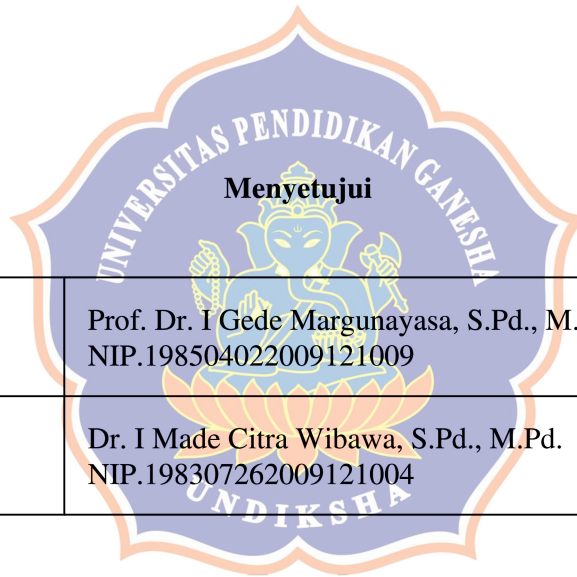 UNIVERSITAS PENDIDIKAN GANESHA
Menyetujui
Prof. Dr. I Gede Margunayasa, S.Pd., M.
NIP.198504022009121009
Dr. I Made Citra Wibawa, S.Pd., M.Pd.
NIP.198307262009121004
UNDIKSHA